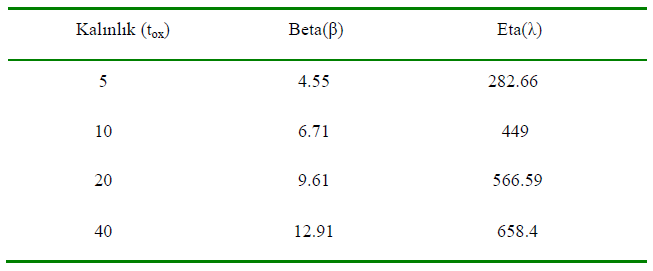 Kalınlık (tox) Beta(β) Eta(λ)
5 4.55 282.66
10 6.71 449
20 9.61 566.59
40 12.91 658.4